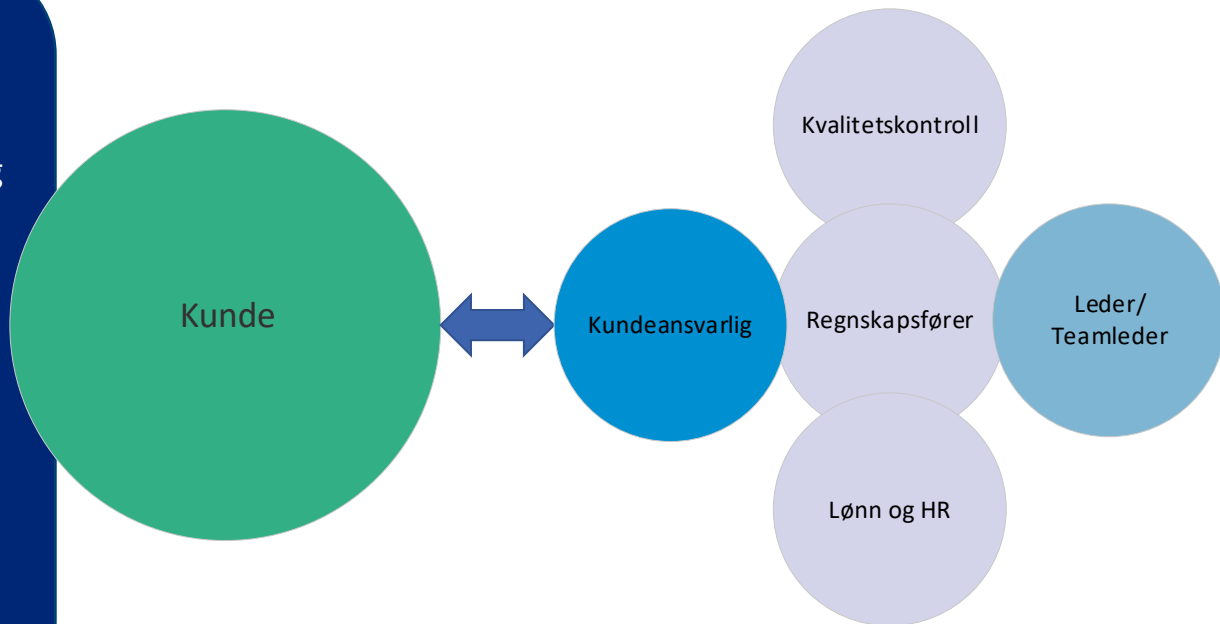 Kvalitetskontroll
g
Kunde
Kundeansvarlig
Regnskapsfører
Leder/
Teamleder
Lønn og HR